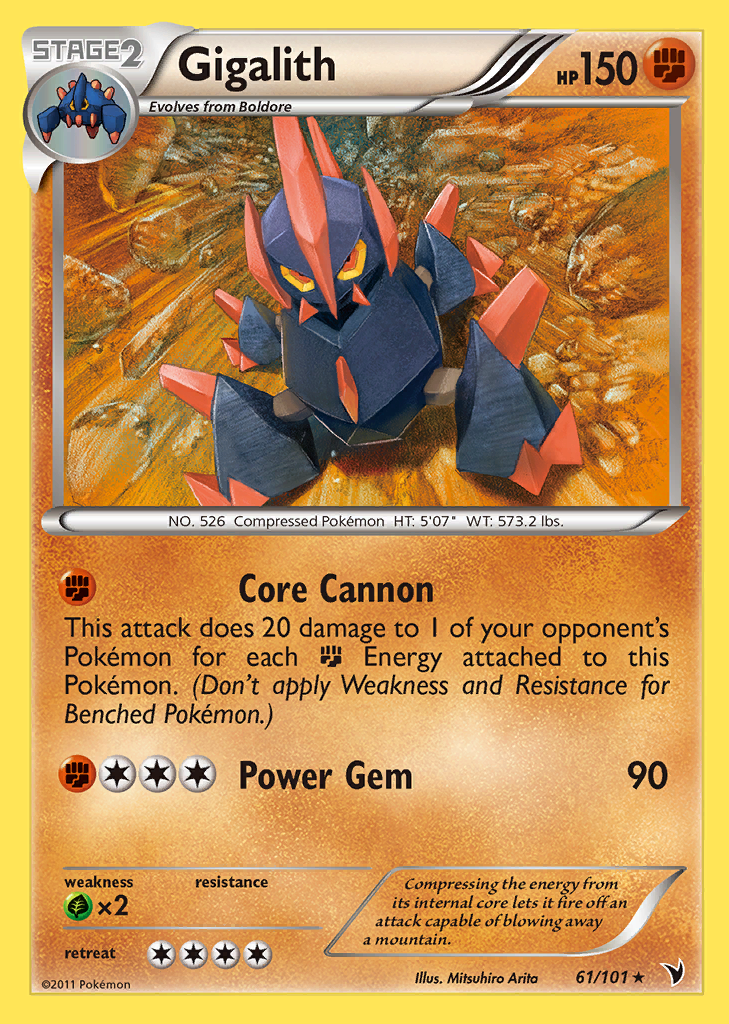 STAGE2
Gigalith
HP150
Evolves from Boldore
NO. 526 Compressed Pokémon HT: 5'07" WT: 573.2 lbs.
Core Cannon
This attack does 20 damage to 1 of your opponent's
Pokémon for each Energy attached to this
Pokémon. (Don't apply Weakness and Resistance for
Benched Pokémon.)
Power Gem 90
weakness resistance
×2
Compressing the energy from
its internal core lets it fire off an
attack capable of blowing away
a mountain.
retreat
©2011 Pokémon
Illus. Mitsuhiro Arita 61/101 ★